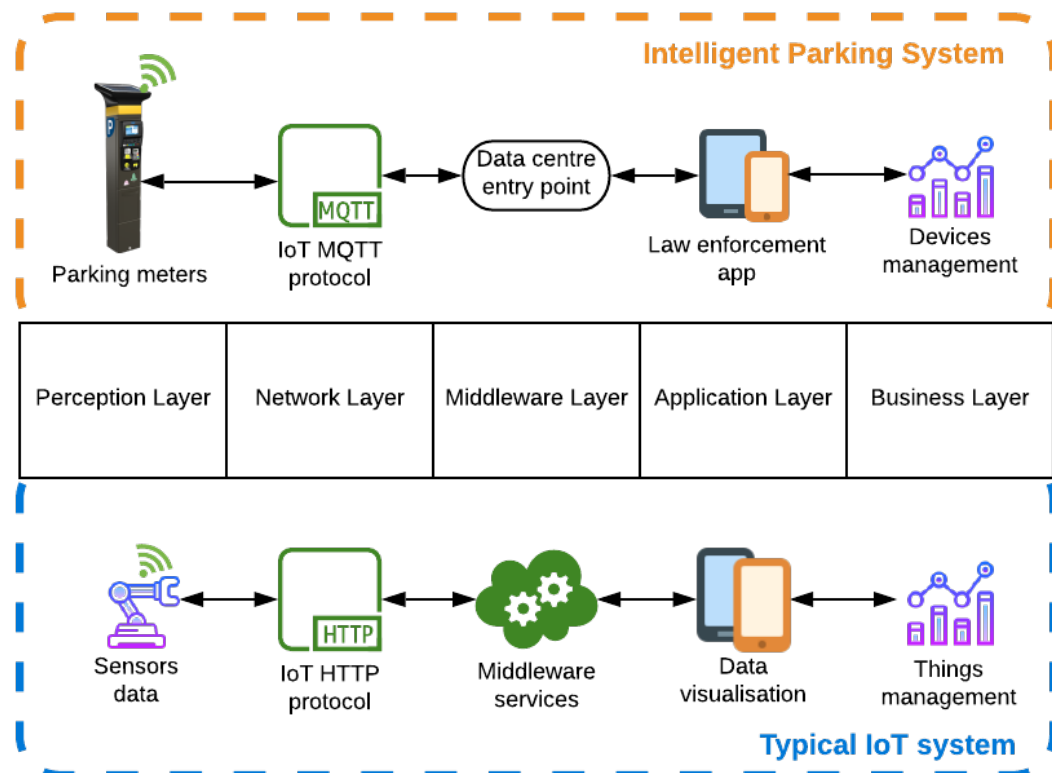 Intelligent Parking System
P
MQTT
Data centre
entry point
Parking meters
IoT MQTT
protocol
Law enforcement
app
Devices
management
Perception Layer
Network Layer
Middleware Layer
Application Layer
Business Layer
HTTP
Sensors
data
IoT HTTP
protocol
Middleware
services
Data
visualisation
Things
management
Typical IoT system